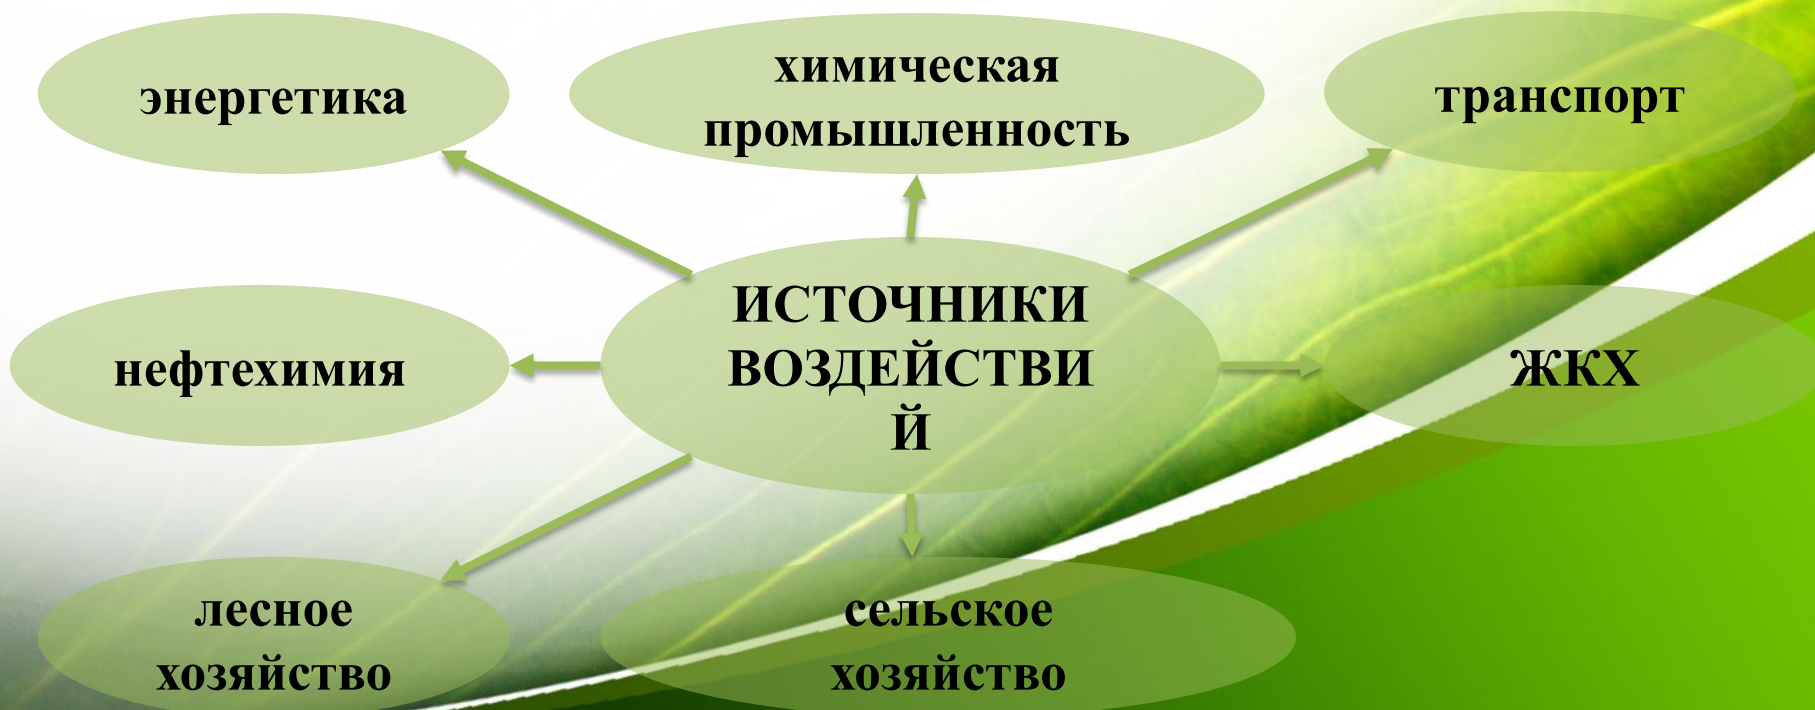 энергетика
химическая
промышленность
транспорт
ИСТОЧНИКИ
ВОЗДЕЙСТВИ
Й
нефтехимия
ЖКХ
лесное
хозяйство
сельское
хозяйство